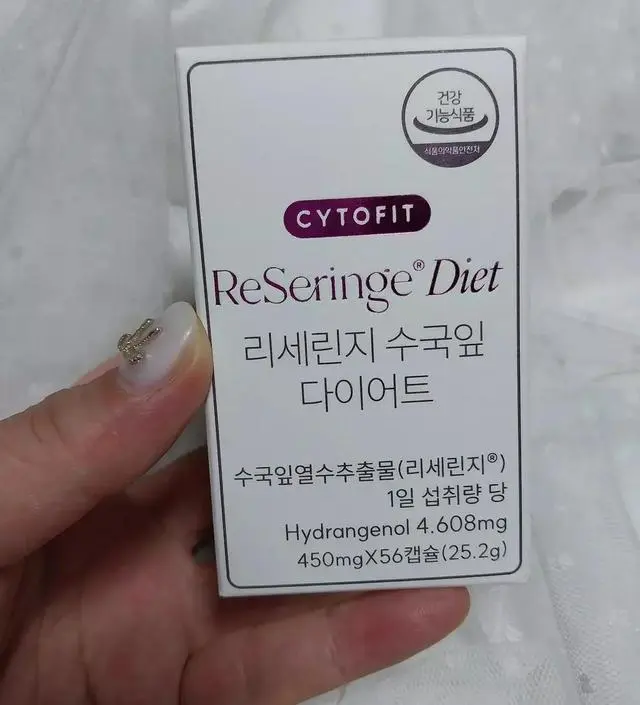 건강
기능식품
식품의약품안전처
CYTOFIT
ReSeringe® Diet
리세린지 수국잎
다이어트
수국잎열수추출물(리세린지®)
1일 섭취량 당
Hydrangenol 4.608mg
450mgX56캡슐(25.2g)